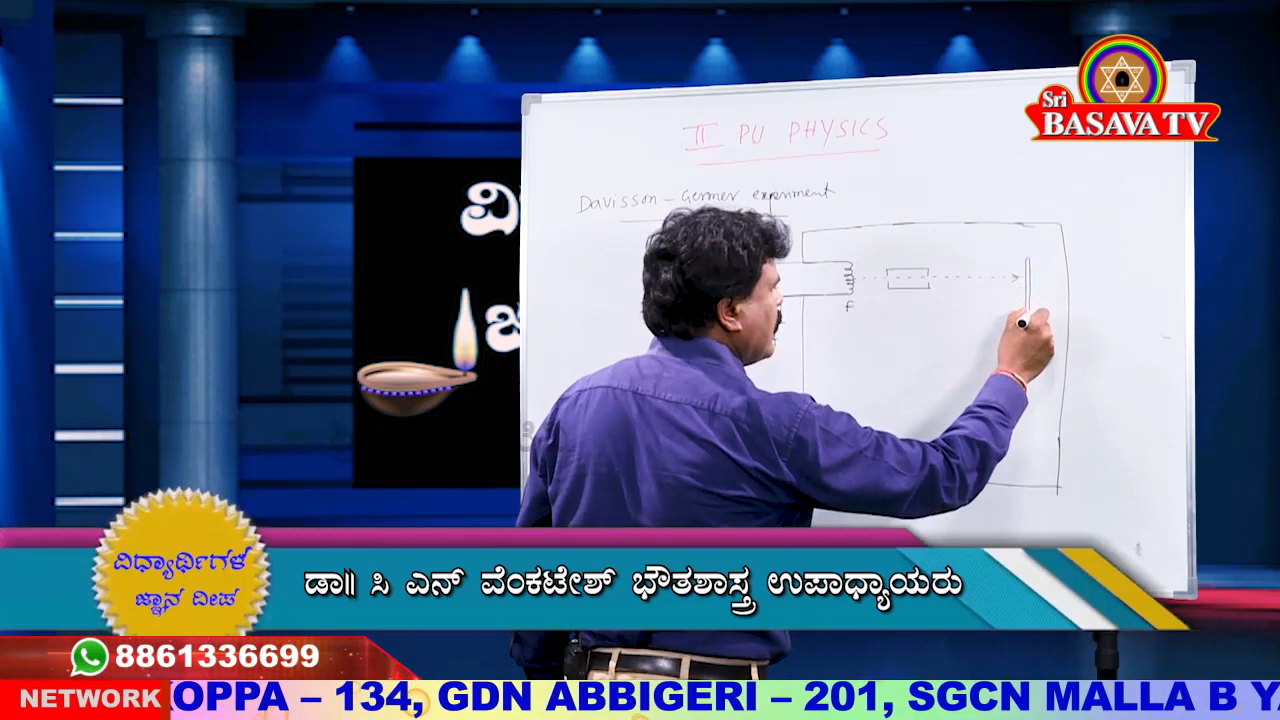 Sri
BASAVA TV
II PU PHYSICS
Davisson - Germer experiment
F
ವಿದ್ಯಾರ್ಥಿಗಳ
ಜ್ಞಾನ ದೀಪ
ಡಾ|| ಸಿ ಎನ್ ವೆಂಕಟೇಶ್ ಭೌತಶಾಸ್ತ್ರ ಉಪಾಧ್ಯಾಯರು
8861336699
NETWORK KOPPA – 134, GDN ABBIGERI – 201, SGCN MALLA B Y